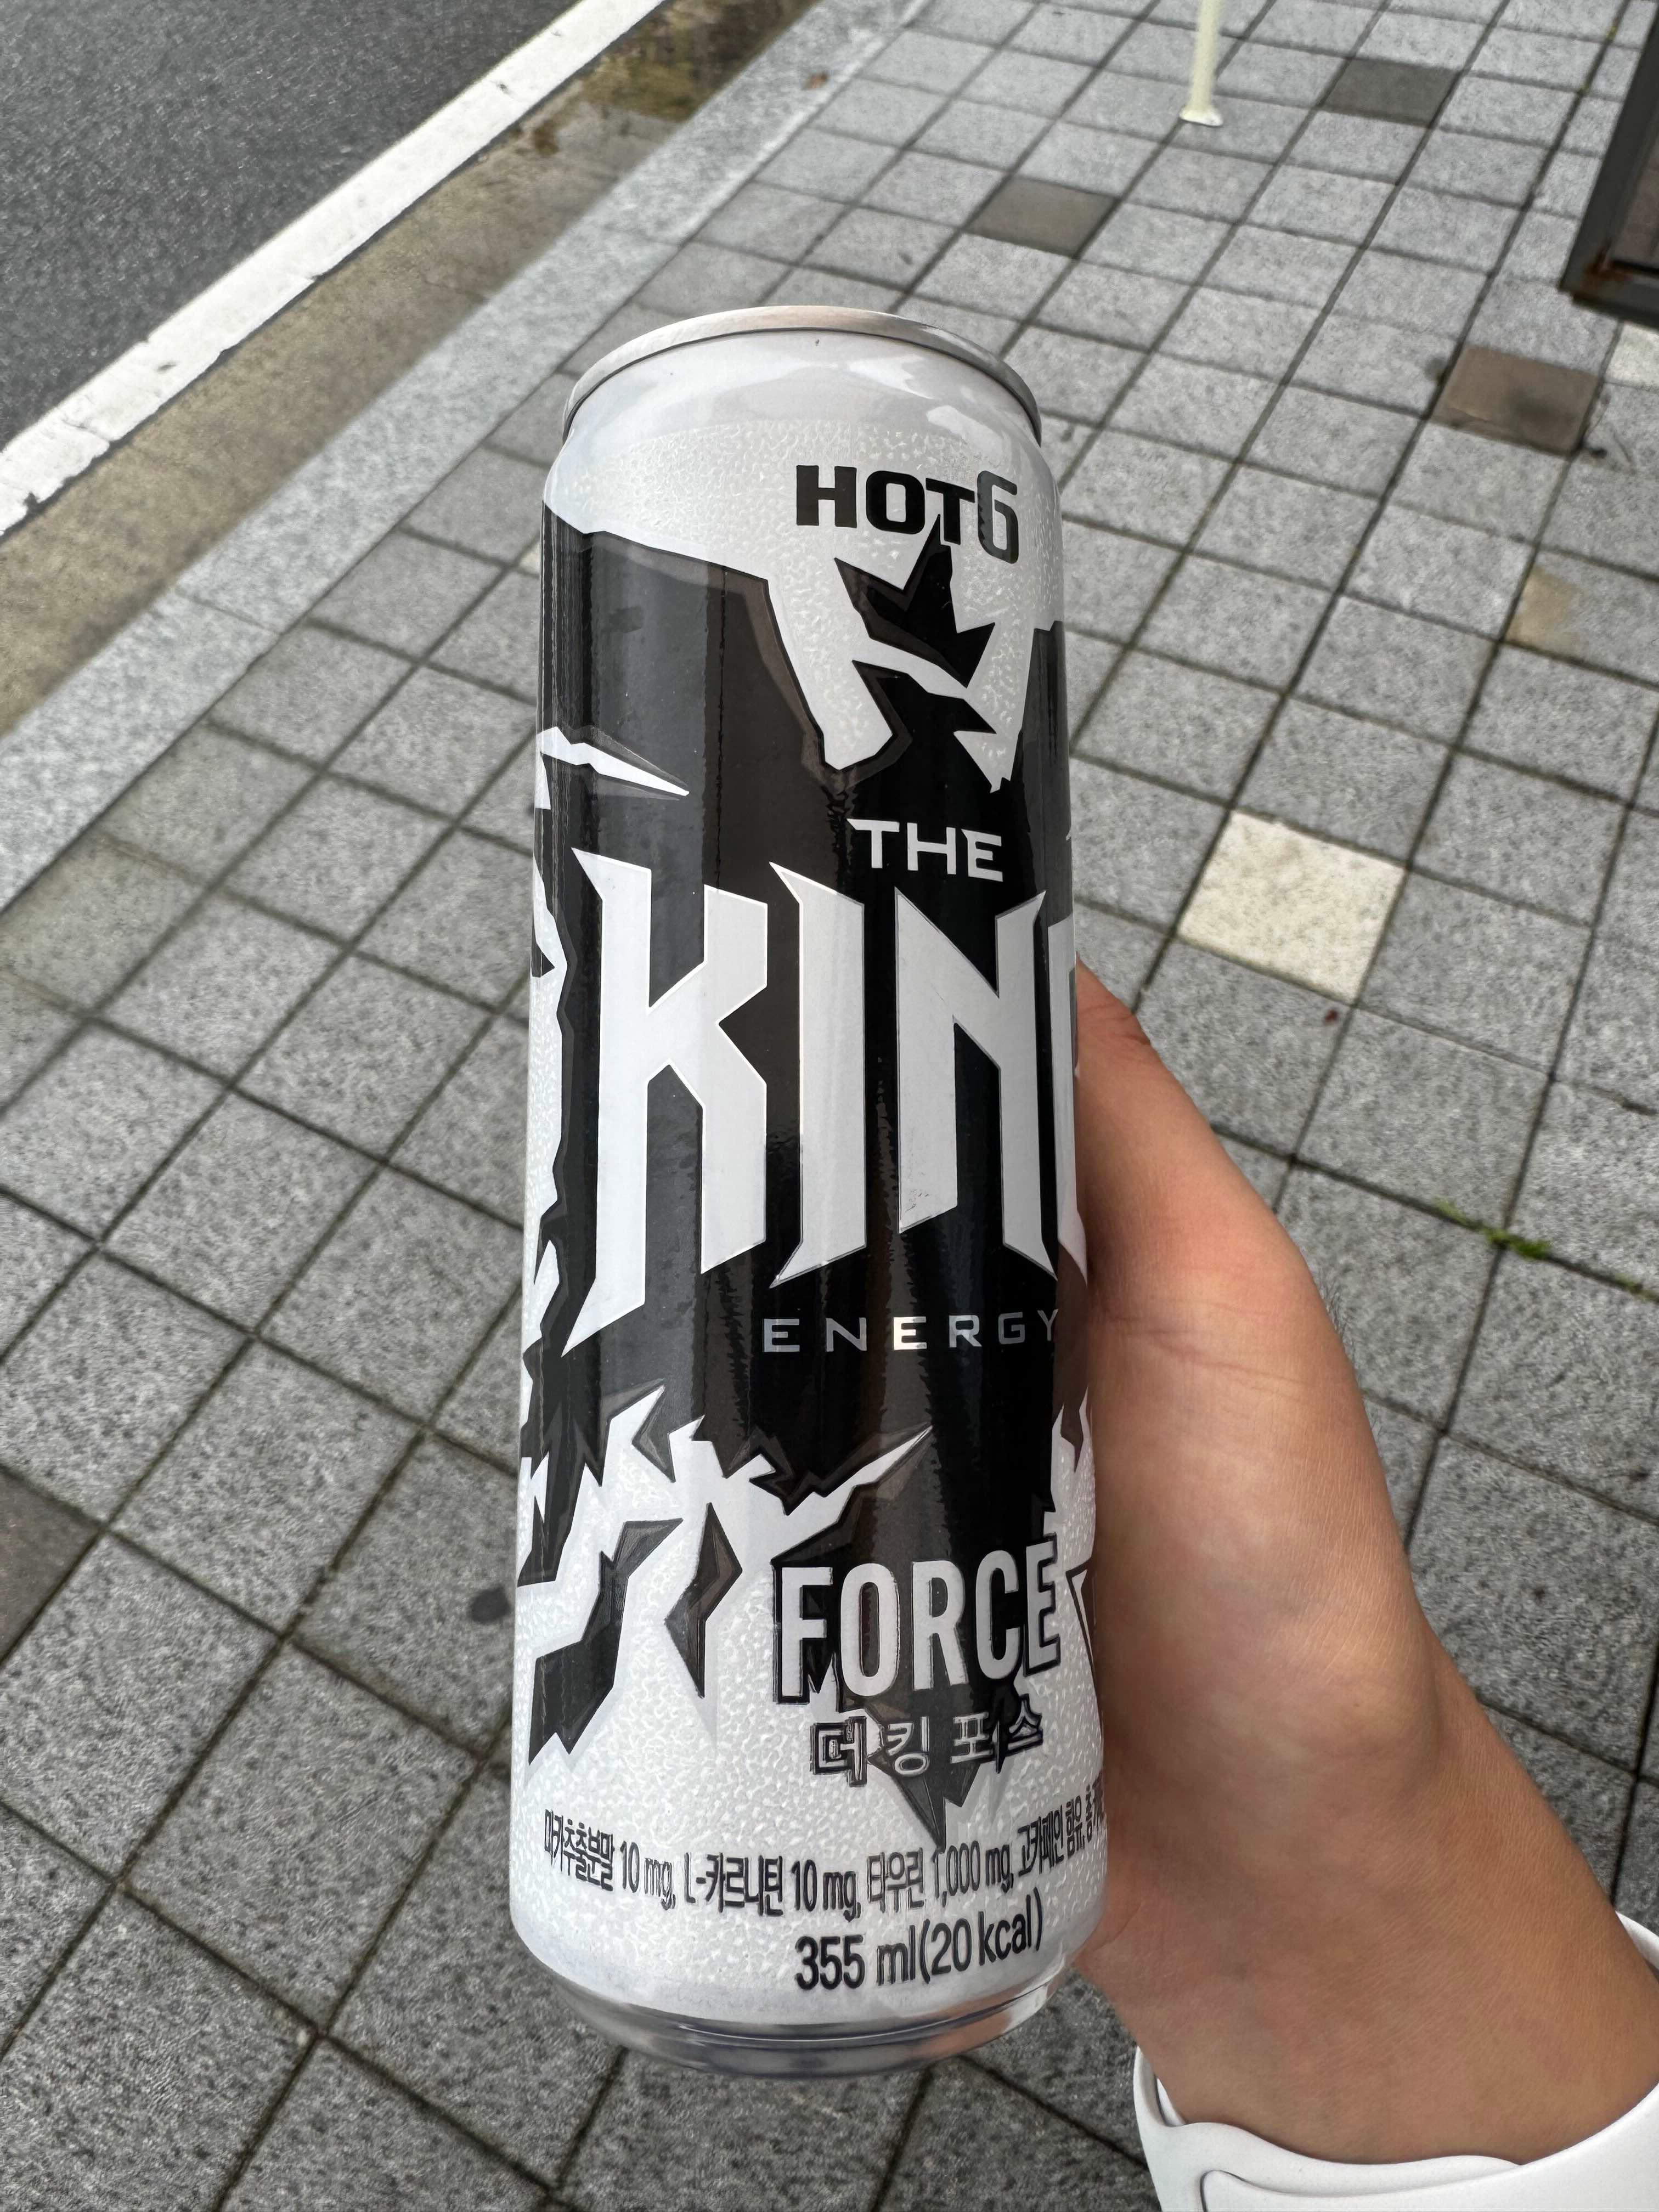 HOT6
THE
KIN
ENERGY
FORCE
더킹 포스
마카추출분말 10 mg, L-카르니틴 10 mg, 타우린 1,000 mg, 고카페인 함유,
355 ml(20 kcal)